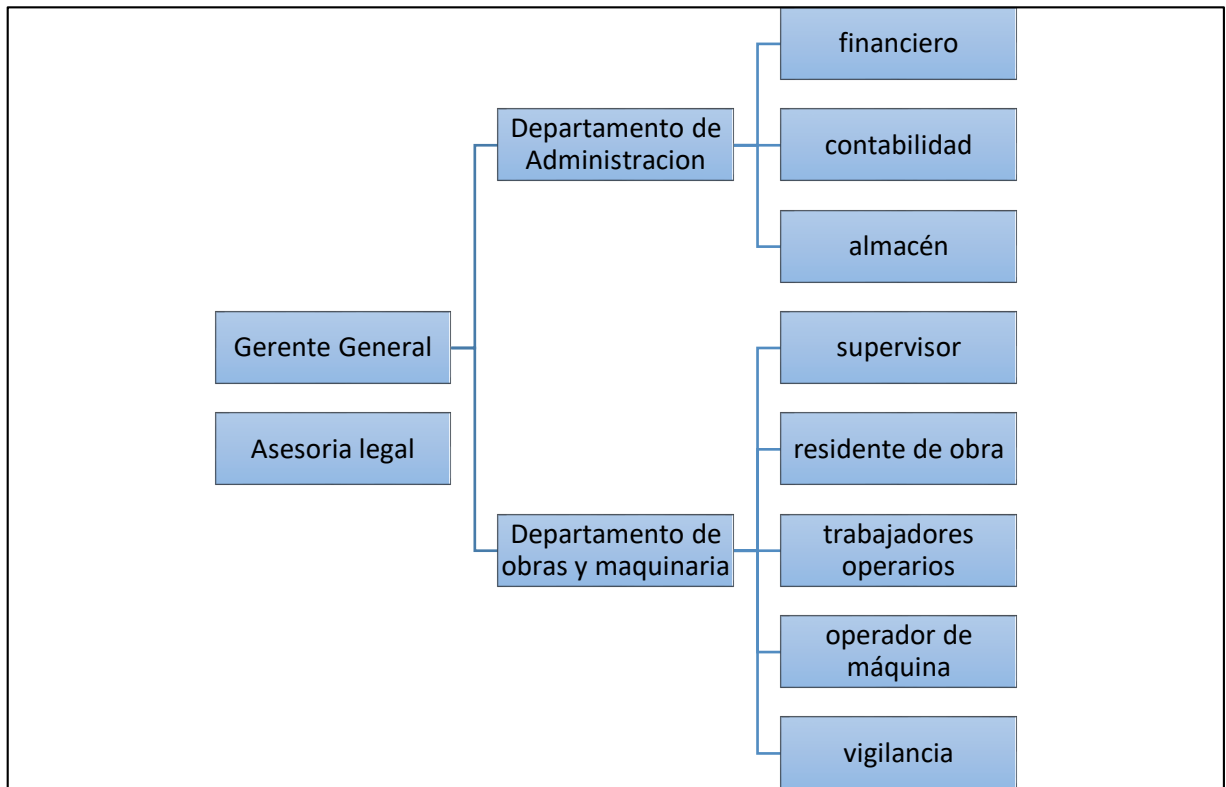 financiero
Departamento de
Administracion
contabilidad
almacén
Gerente General
supervisor
Asesoria legal
residente de obra
Departamento de
obras y maquinaria
trabajadores
operarios
operador de
máquina
vigilancia